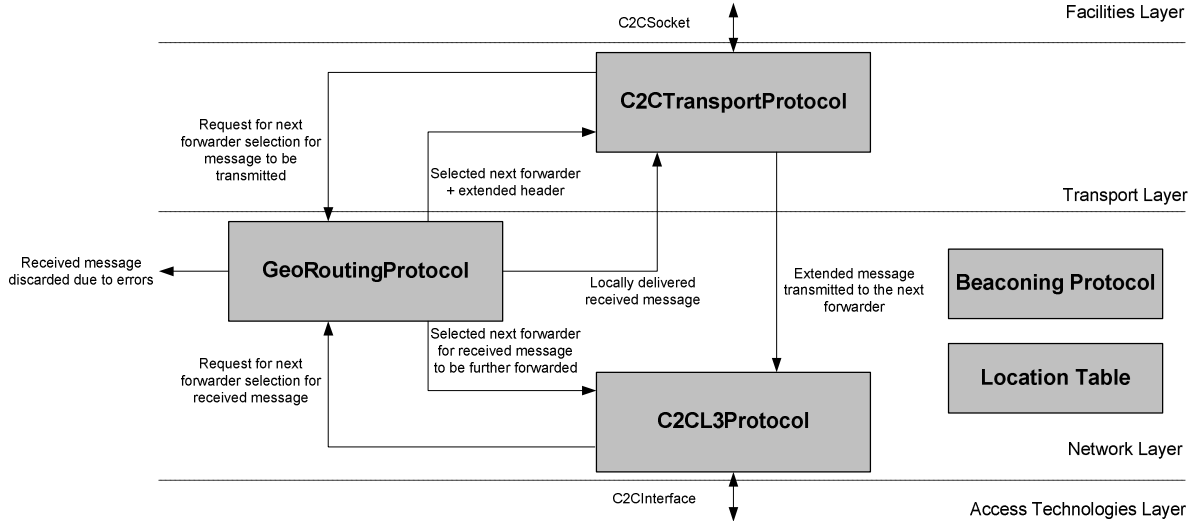 Facilities Layer
C2CSocket
C2CTransportProtocol
Request for next
forwarder selection for
message to be
transmitted
Selected next forwarder
+ extended header
Transport Layer
GeoRoutingProtocol
Received message
discarded due to errors
Locally delivered
received message
Extended message
transmitted to the next
forwarder
Beaconing Protocol
Selected next forwarder
for received message
to be further forwarded
Request for next
forwarder selection for
received message
Location Table
C2CL3Protocol
Network Layer
C2CInterface
Access Technologies Layer